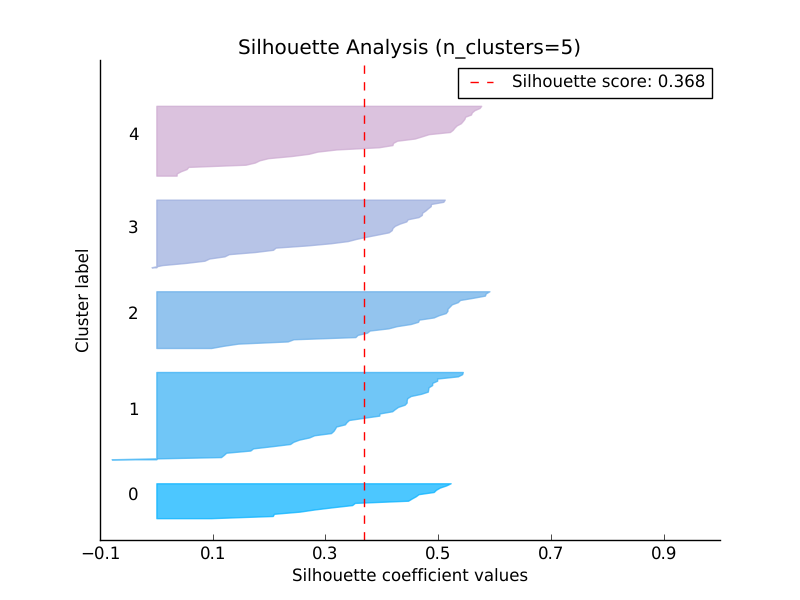 Silhouette Analysis (n_clusters=5)
Silhouette score: 0.368
4
3
2
1
0
Cluster label
−0.1 0.1 0.3 0.5 0.7 0.9
Silhouette coefficient values